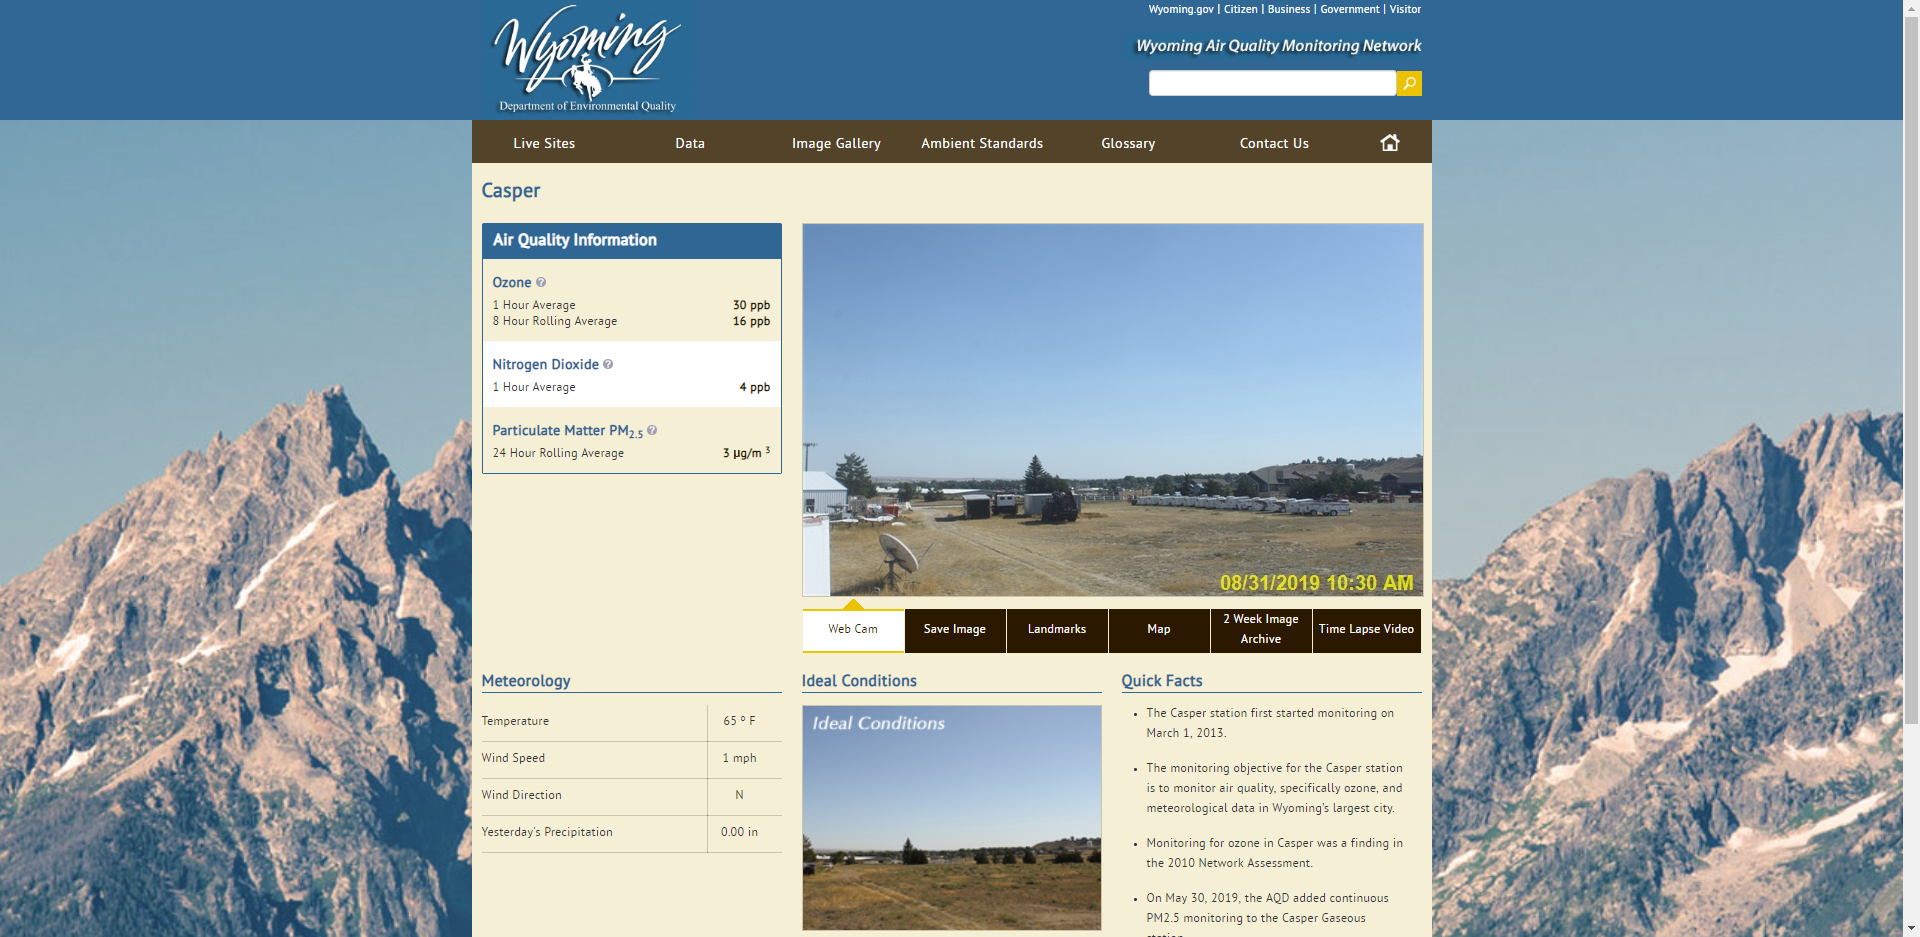 Wyoming
Department of Environmental Quality
Wyoming.gov | Citizen | Business | Government | Visitor
Wyoming Air Quality Monitoring Network
Live Sites Data Image Gallery Ambient Standards Glossary Contact Us
Casper
Air Quality Information
Ozone ?
1 Hour Average 30 ppb
8 Hour Rolling Average 16 ppb
Nitrogen Dioxide ?
1 Hour Average 4 ppb
Particulate Matter PM2.5 ?
24 Hour Rolling Average 3 µg/m 3
08/31/2019 10:30 AM
Web Cam
Save Image
Landmarks
Map
2 Week Image
Archive
Time Lapse Video
Meteorology
Temperature 65 º F
Wind Speed 1 mph
Wind Direction N
Yesterday's Precipitation 0.00 in
Ideal Conditions
Ideal Conditions
Quick Facts
• The Casper station first started monitoring on
March 1, 2013.
• The monitoring objective for the Casper station
is to monitor air quality, specifically ozone, and
meteorological data in Wyoming's largest city.
• Monitoring for ozone in Casper was a finding in
the 2010 Network Assessment.
• On May 30, 2019, the AQD added continuous
PM2.5 monitoring to the Casper Gaseous